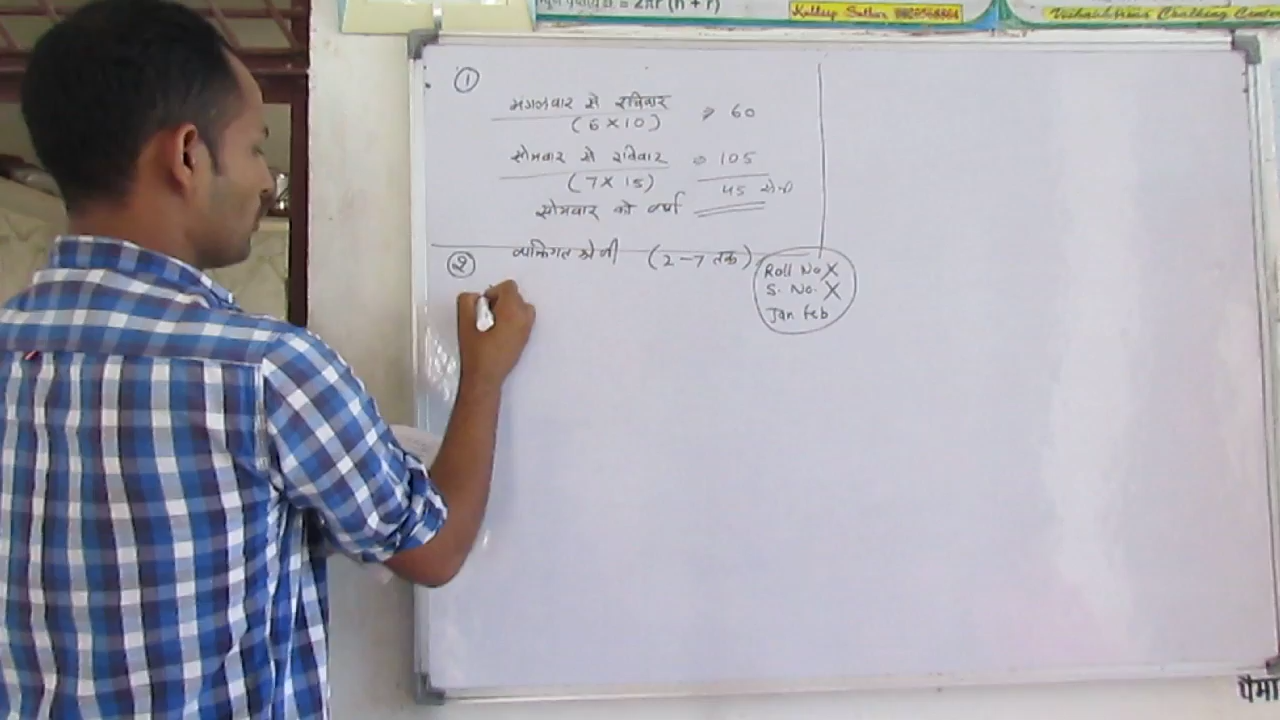 = 2πr (h + r)
Kuldeep Suthar
①
मंगलवार से रविवार
(6 × 10) ⇒ 60
सोमवार से रविवार ⇒ 105
(7 × 15) 45 सेमी
सोमवार को वर्षा
② व्यक्तिगत श्रेणी (2-7 तक)
Roll No X
S. No. X
Jan Feb
पैमा